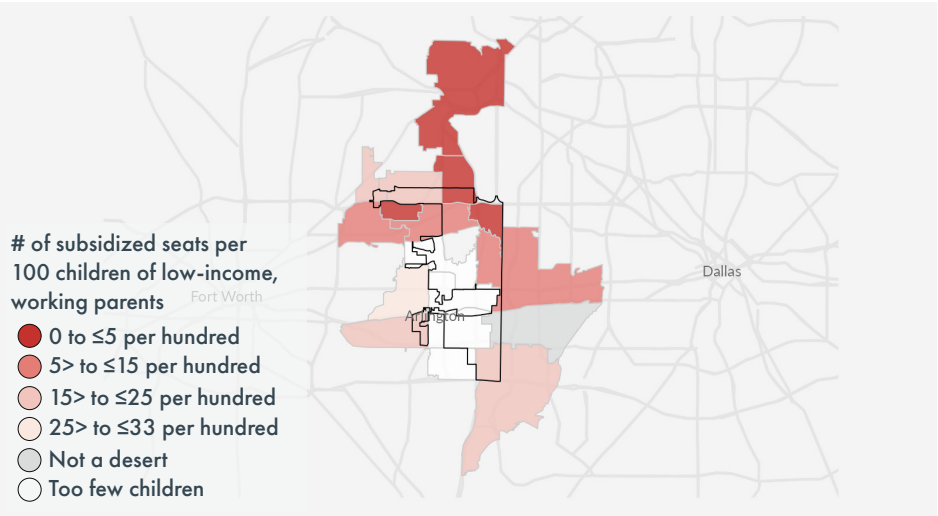 # of subsidized seats per
100 children of low-income,
working parents
0 to ≤5 per hundred
5> to ≤15 per hundred
15> to ≤25 per hundred
25> to ≤33 per hundred
Not a desert
Too few children
Fort Worth
Arlington
Dallas